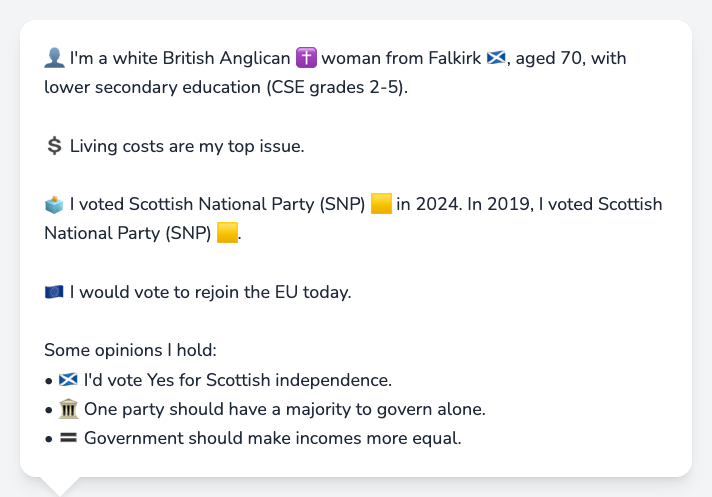 👤 I'm a white British Anglican ✝️ woman from Falkirk 🏴󠁧󠁢󠁳󠁣󠁴󠁿, aged 70, with
lower secondary education (CSE grades 2-5).
💲 Living costs are my top issue.
🗳️ I voted Scottish National Party (SNP) 🟨 in 2024. In 2019, I voted Scottish
National Party (SNP) 🟨.
🇪🇺 I would vote to rejoin the EU today.
Some opinions I hold:
• 🏴󠁧󠁢󠁳󠁣󠁴󠁿 I'd vote Yes for Scottish independence.
• 🏛️ One party should have a majority to govern alone.
• 🟰 Government should make incomes more equal.